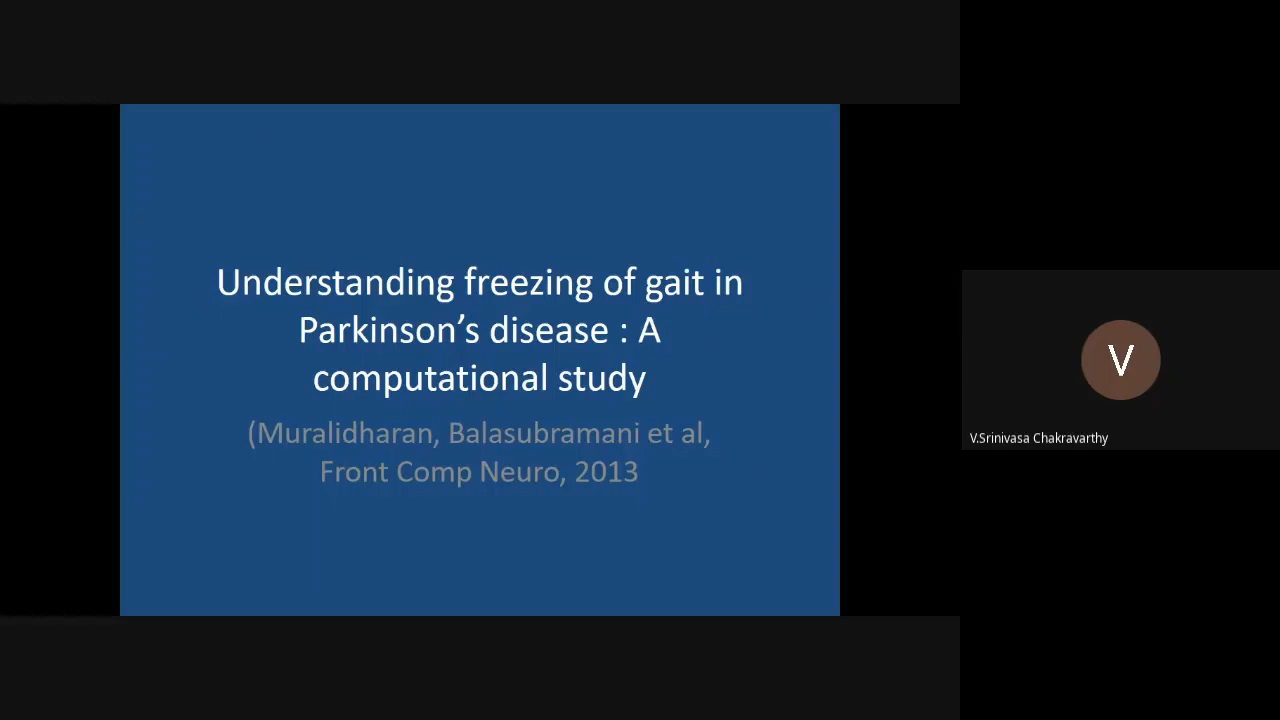 Understanding freezing of gait in
Parkinson’s disease : A
computational study
(Muralidharan, Balasubramani et al,
Front Comp Neuro, 2013
V
V.Srinivasa Chakravarthy